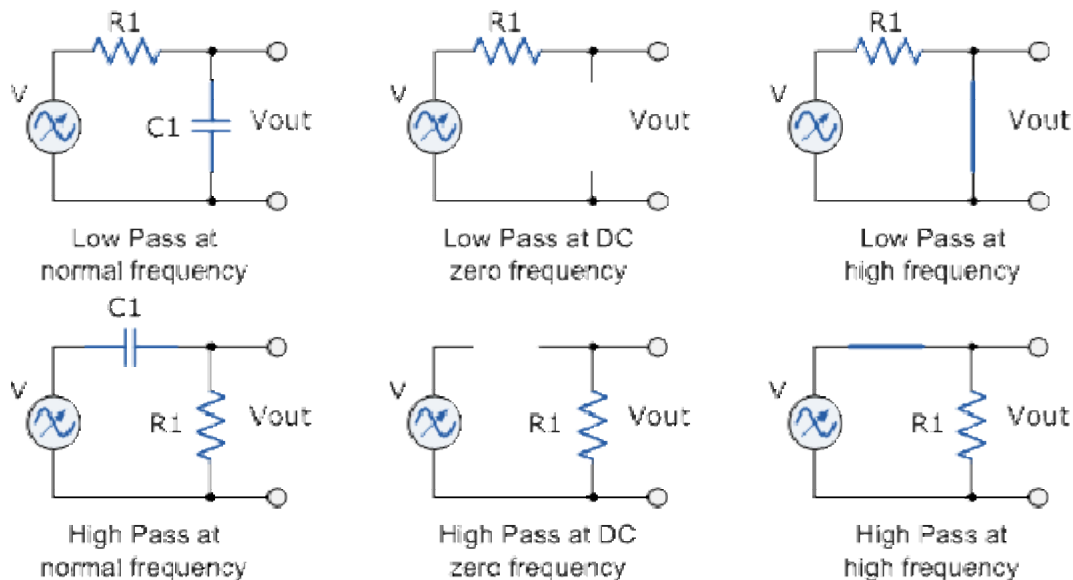 R1
V
C1
Vout
Low Pass at
normal frequency
R1
V
Vout
Low Pass at DC
zero frequency
R1
V
Vout
Low Pass at
high frequency
C1
V
R1
Vout
High Pass at
normal frequency
V
R1
Vout
High Pass at DC
zero frequency
V
R1
Vout
High Pass at
high frequency